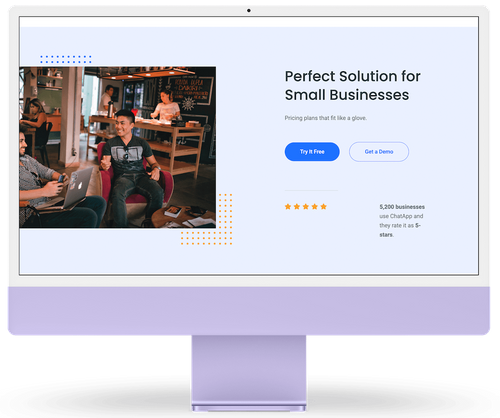 Perfect Solution for
Small Businesses
Pricing plans that fit like a glove.
Try It Free
Get a Demo
5,200 businesses
use ChatApp and
they rate it as 5-
stars.